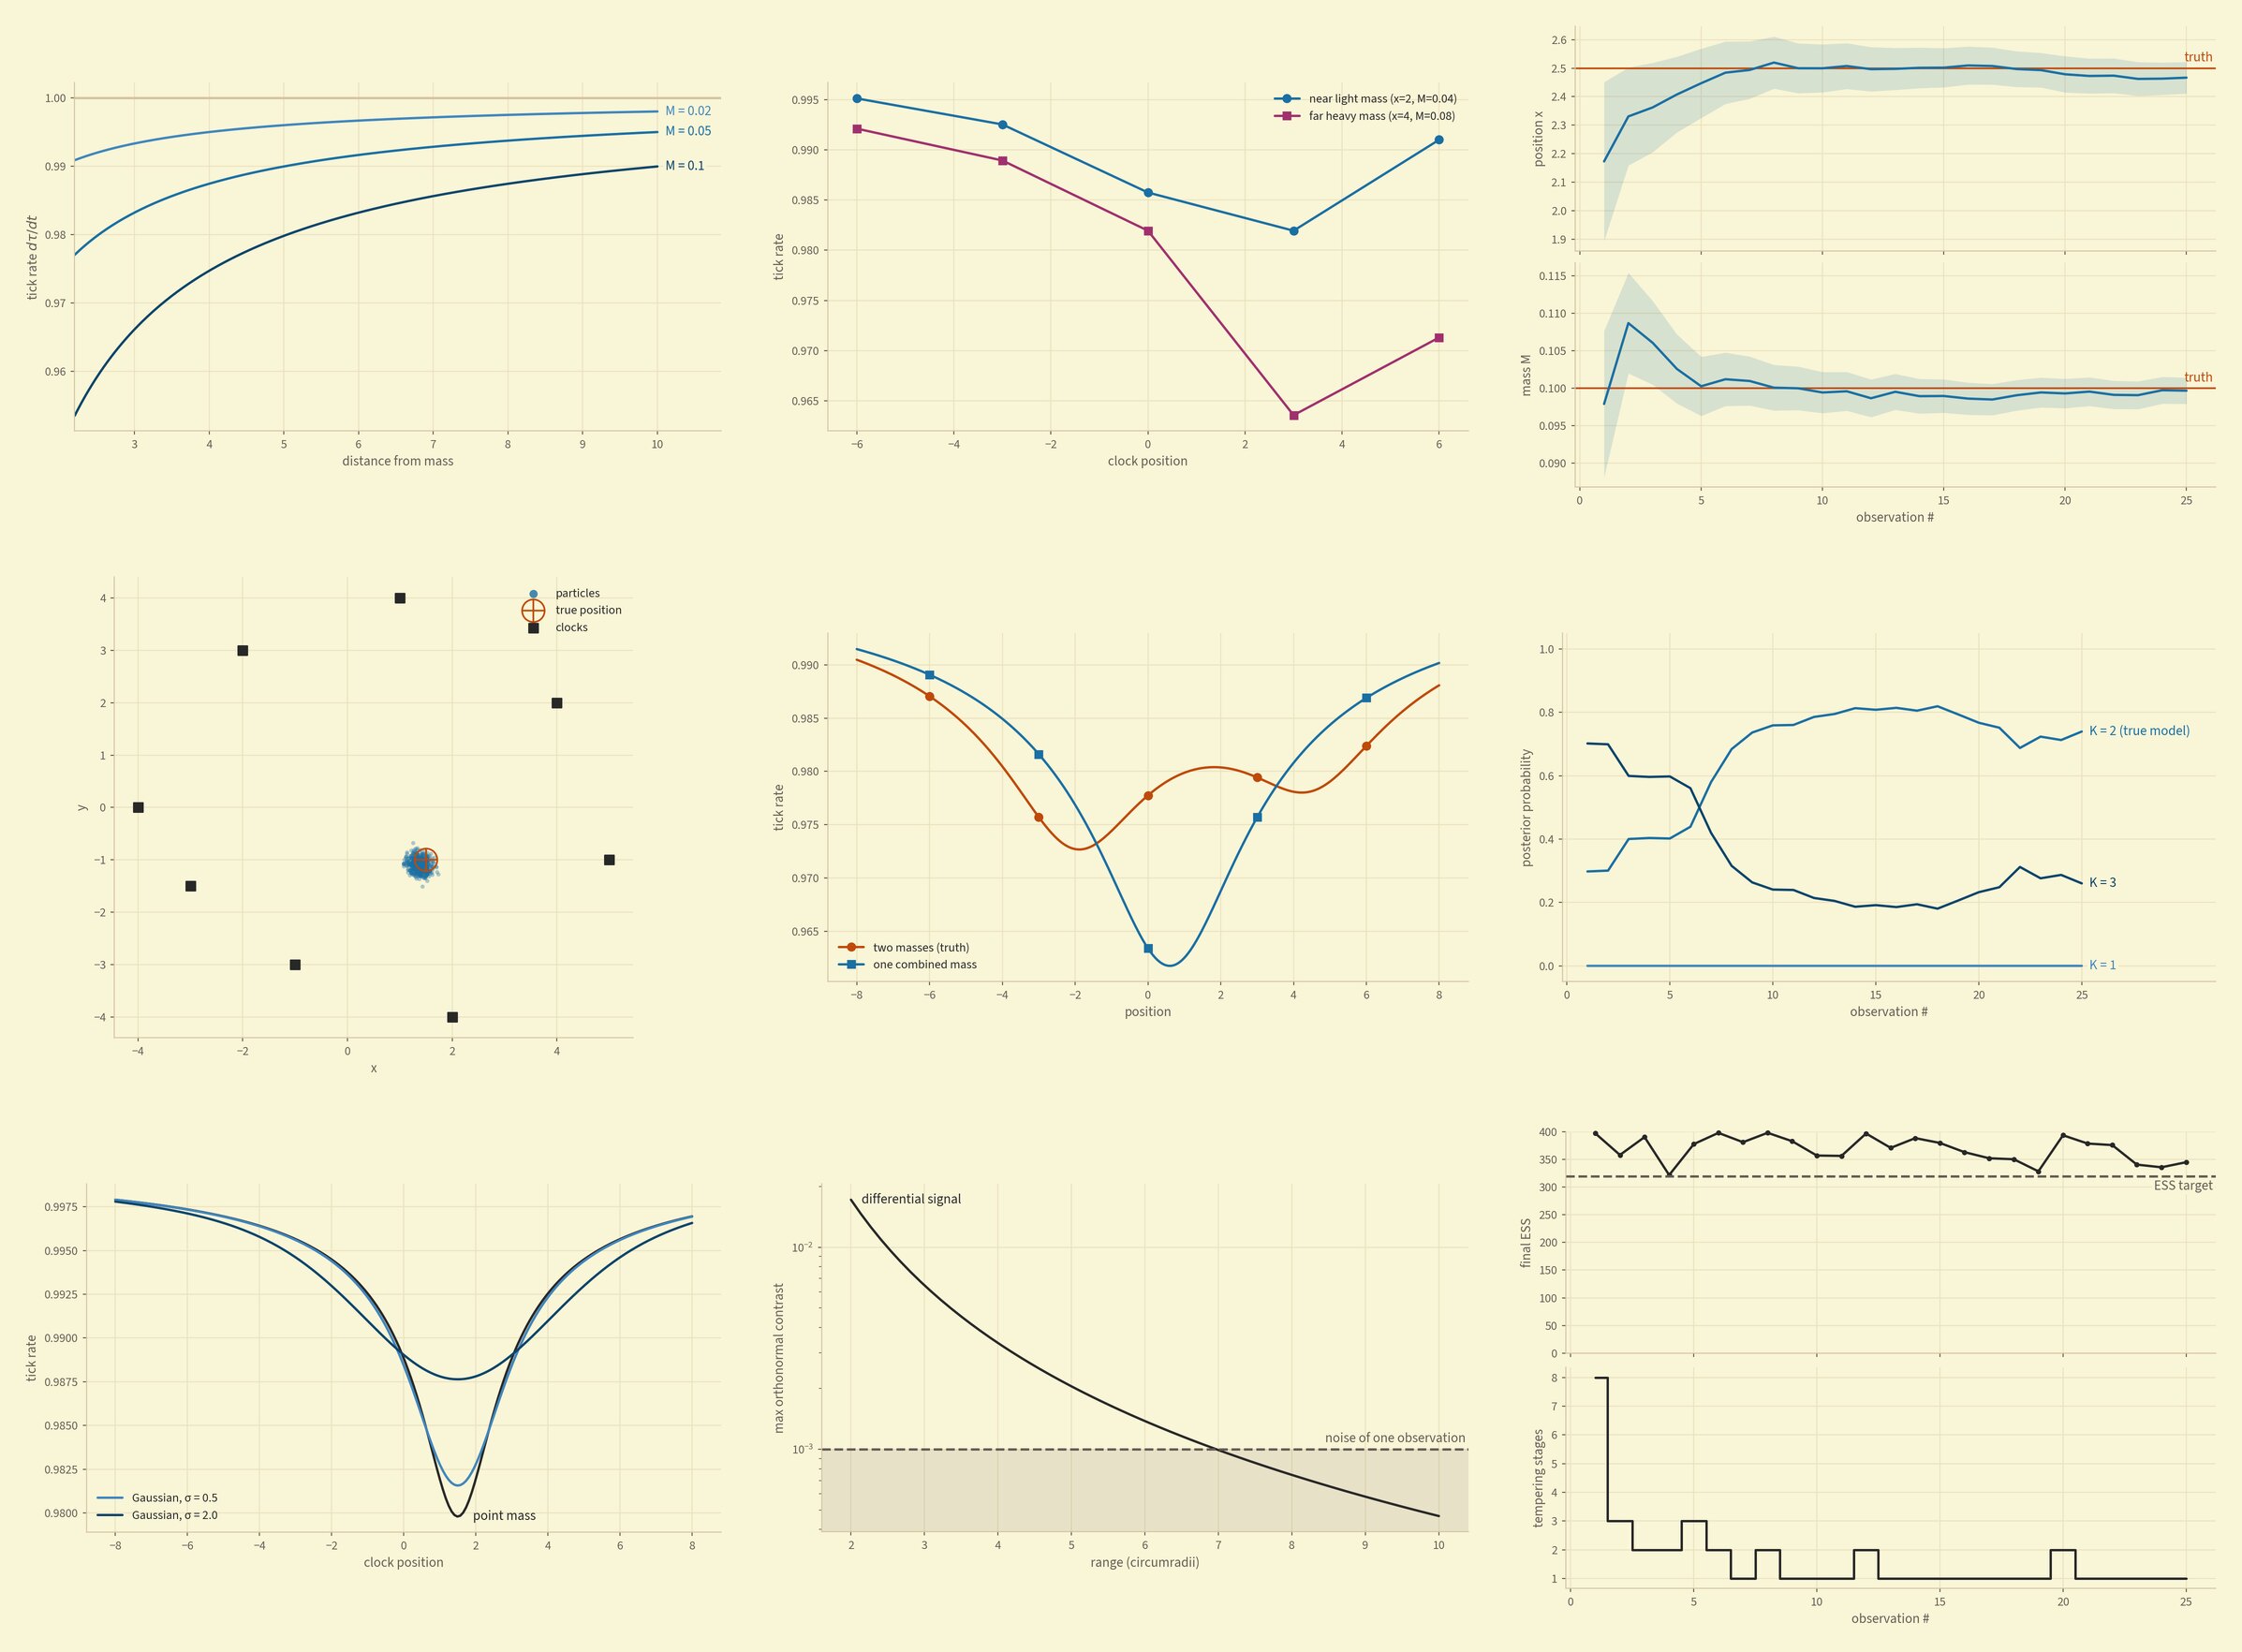 1.00
0.99
0.98
0.97
0.96
tick rate dτ/dt
M = 0.02
M = 0.05
M = 0.1
3 4 5 6 7 8 9 10
distance from mass
0.995
0.990
0.985
0.980
0.975
0.970
0.965
tick rate
near light mass (x=2, M=0.04)
far heavy mass (x=4, M=0.08)
−6 −4 −2 0 2 4 6
clock position
2.6
2.5
2.4
2.3
2.2
2.1
2.0
1.9
position x
truth
0.115
0.110
0.105
0.100
0.095
0.090
mass M
truth
0 5 10 15 20 25
observation #
4
3
2
1
0
−1
−2
−3
−4
y
particles
true position
clocks
−4 −2 0 2 4
x
0.990
0.985
0.980
0.975
0.970
0.965
tick rate
two masses (truth)
one combined mass
−8 −6 −4 −2 0 2 4 6 8
position
1.0
0.8
0.6
0.4
0.2
0.0
posterior probability
K = 2 (true model)
K = 3
K = 1
0 5 10 15 20 25
observation #
0.9975
0.9950
0.9925
0.9900
0.9875
0.9850
0.9825
0.9800
tick rate
Gaussian, σ = 0.5
Gaussian, σ = 2.0
point mass
−8 −6 −4 −2 0 2 4 6 8
clock position
10⁻²
10⁻³
max orthonormal contrast
differential signal
noise of one observation
2 3 4 5 6 7 8 9 10
range (circumradii)
400
350
300
250
200
150
100
50
0
final ESS
ESS target
8
7
6
5
4
3
2
1
tempering stages
0 5 10 15 20 25
observation #